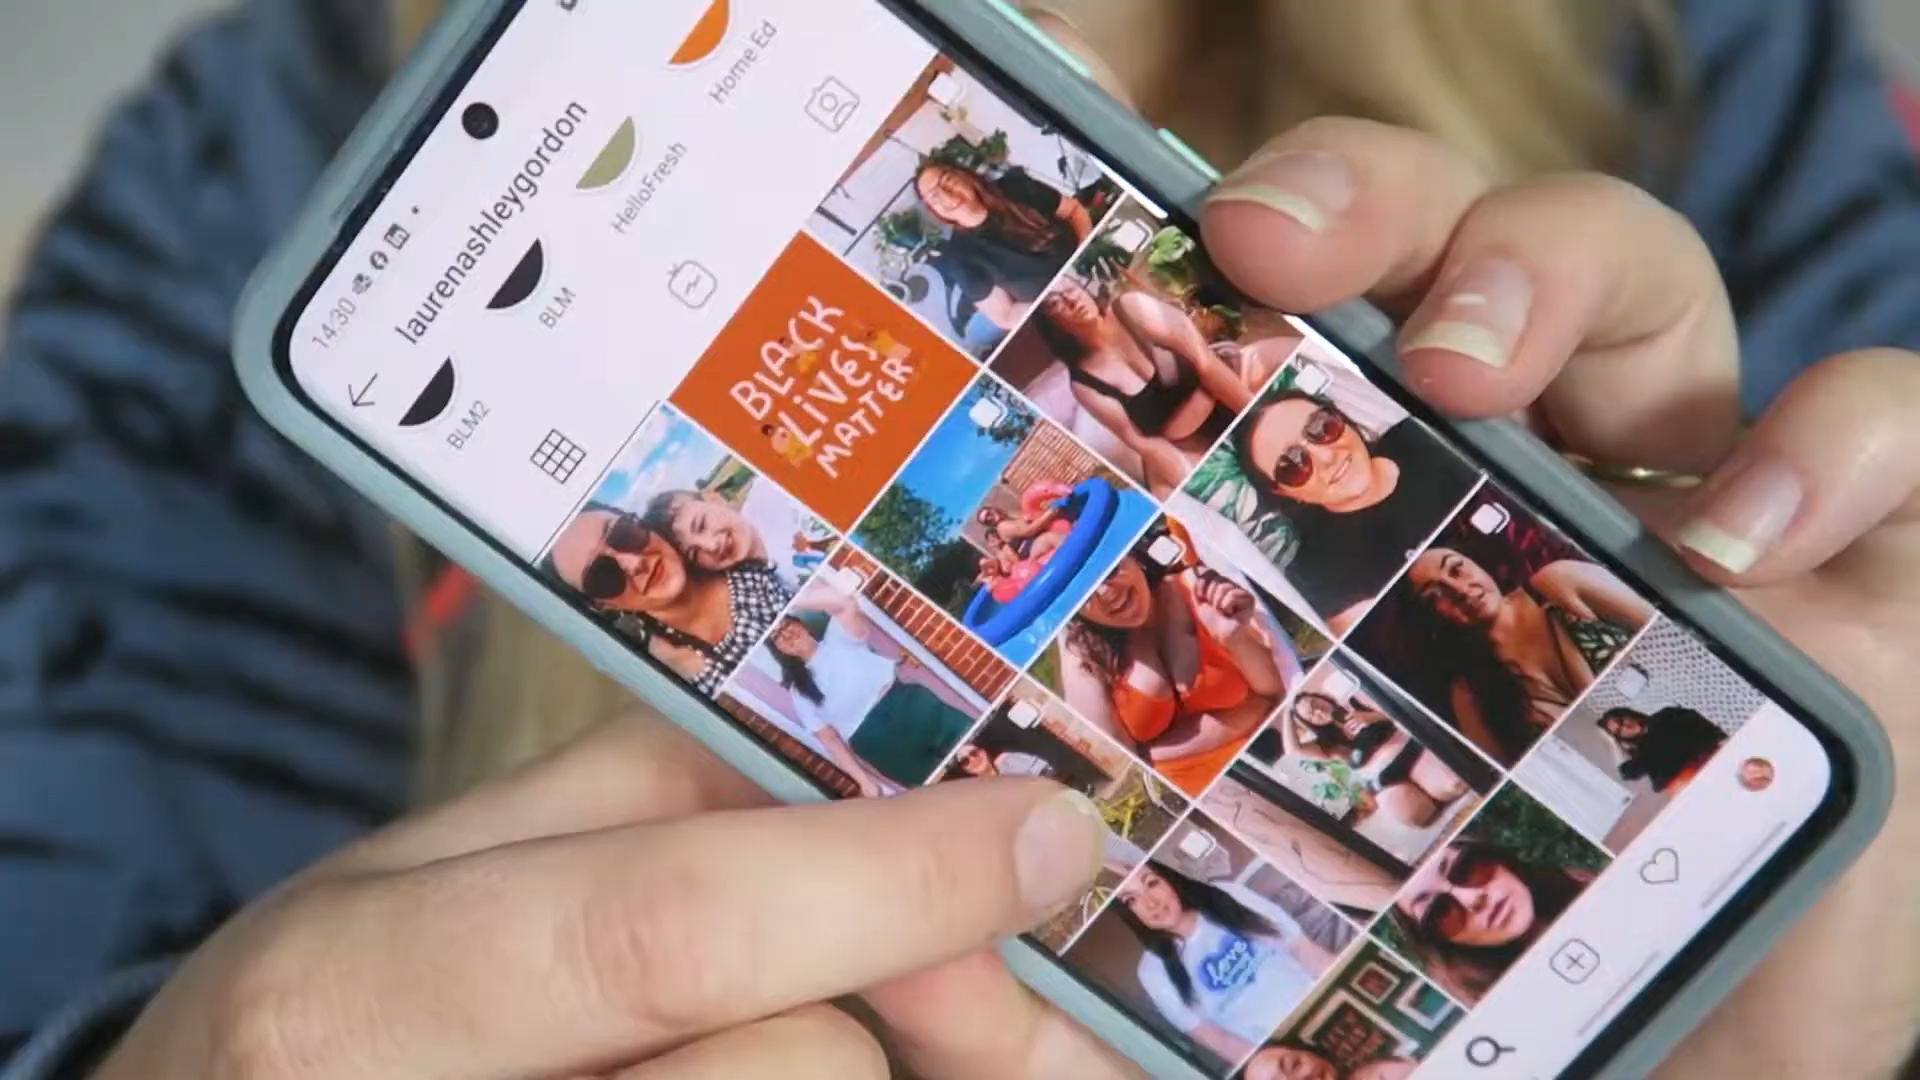 14:30
laurenashleygordon
BLM2
BLM
HelloFresh
Home Ed
BLACK
LIVES
MATTER
Love